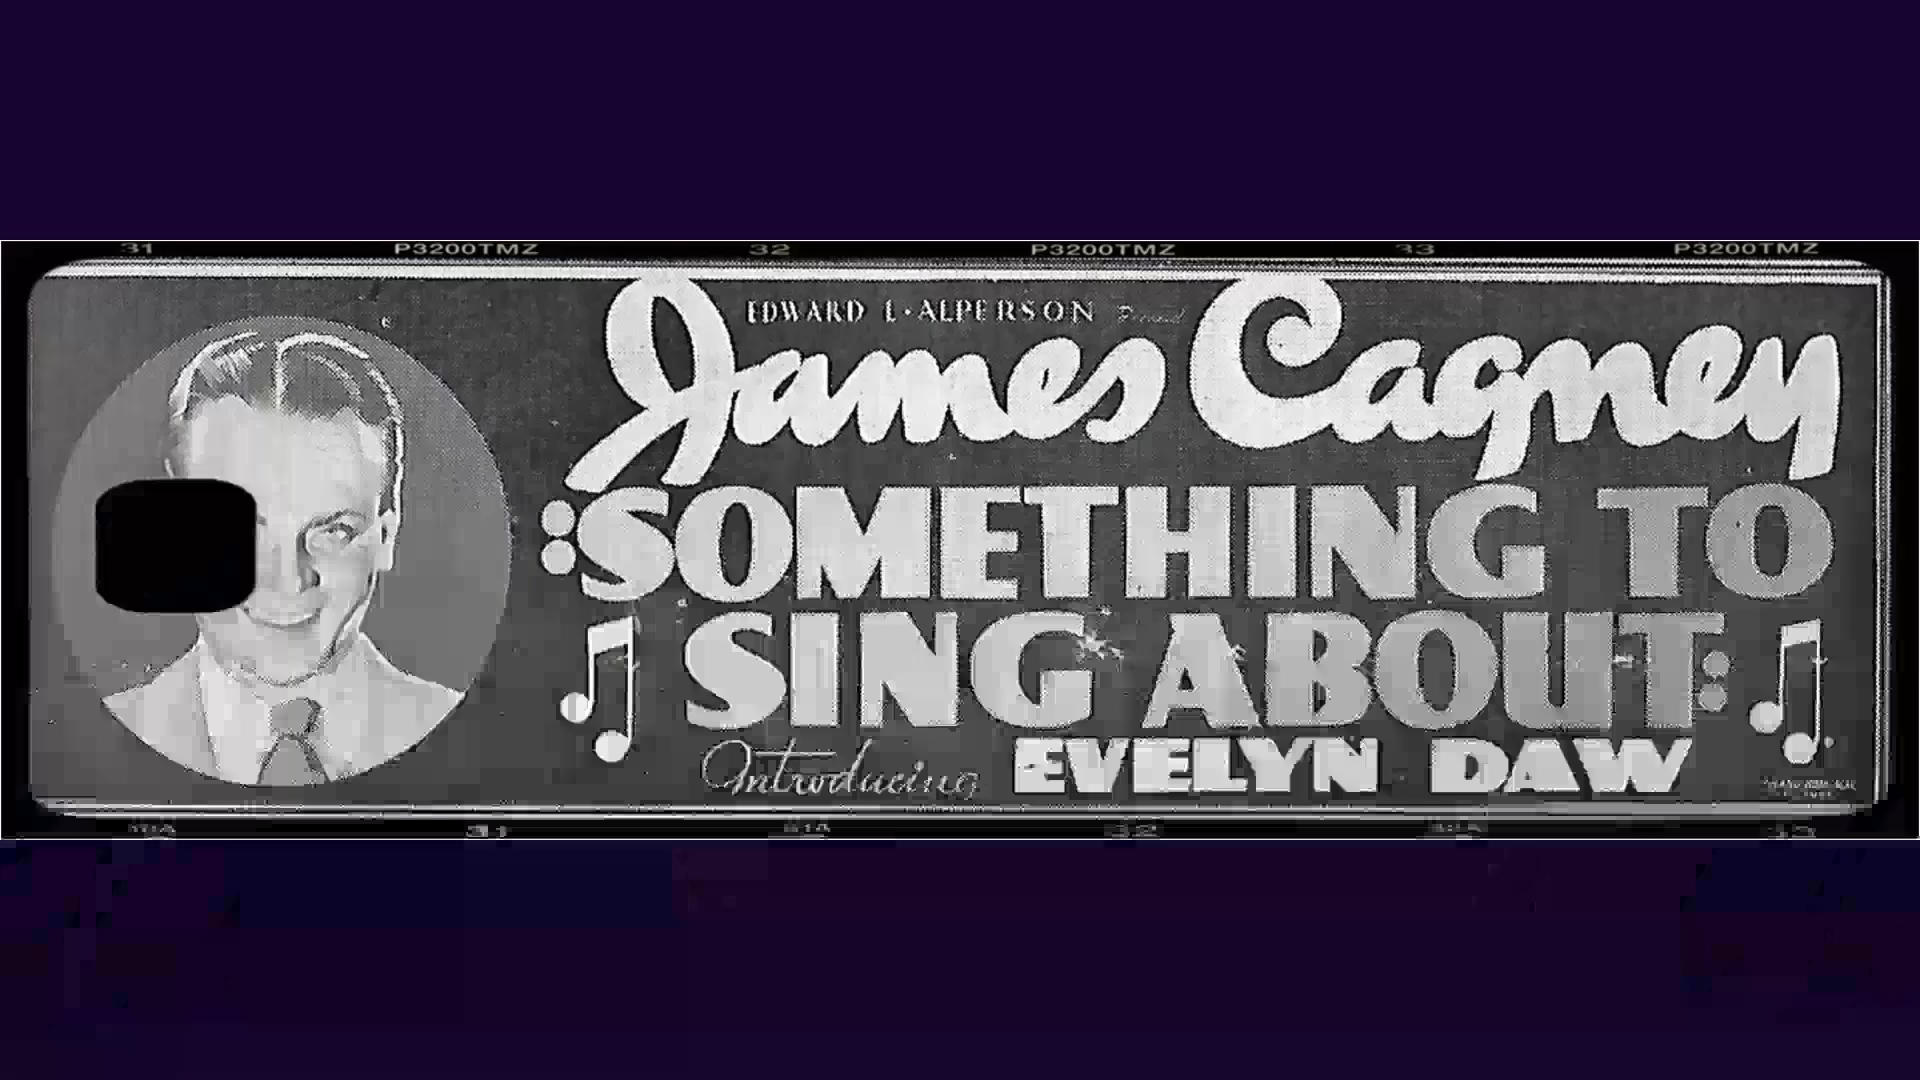 31 P3200TMZ 32 P3200TMZ 33 P3200TMZ
EDWARD L·ALPERSON
James Cagney
SOMETHING TO
SING ABOUT
Introducing EVELYN DAW